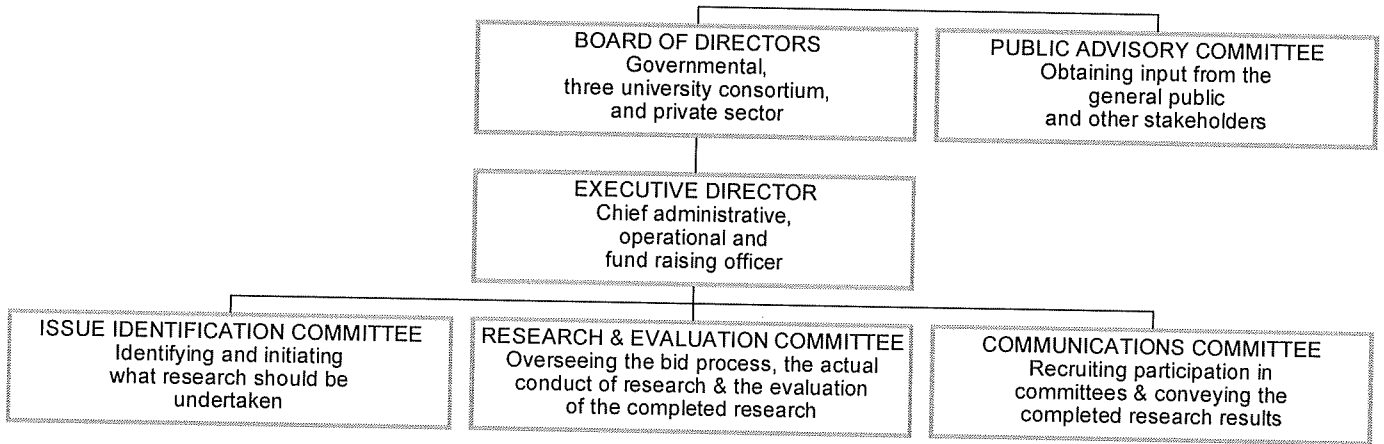 BOARD OF DIRECTORS
Governmental,
three university consortium,
and private sector
PUBLIC ADVISORY COMMITTEE
Obtaining input from the
general public
and other stakeholders
EXECUTIVE DIRECTOR
Chief administrative,
operational and
fund raising officer
ISSUE IDENTIFICATION COMMITTEE
Identifying and initiating
what research should be
undertaken
RESEARCH & EVALUATION COMMITTEE
Overseeing the bid process, the actual
conduct of research & the evaluation
of the completed research
COMMUNICATIONS COMMITTEE
Recruiting participation in
committees & conveying the
completed research results